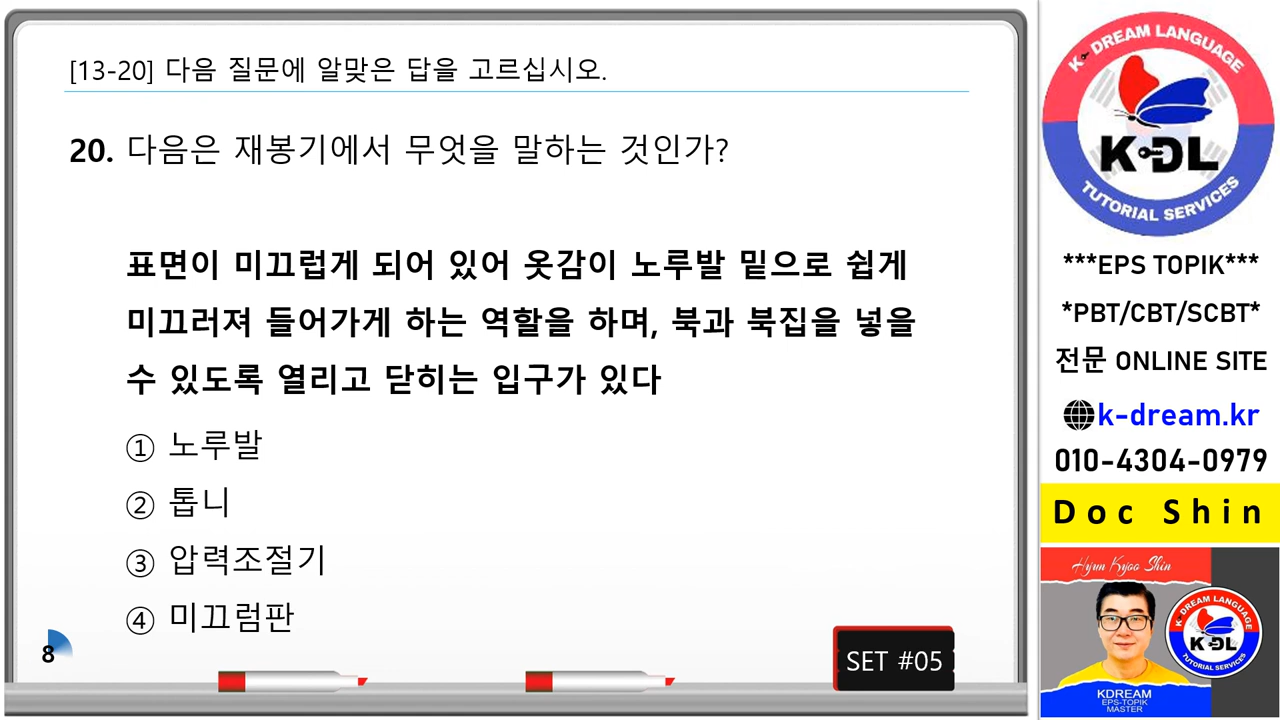 [13-20] 다음 질문에 알맞은 답을 고르십시오.
20. 다음은 재봉기에서 무엇을 말하는 것인가?
표면이 미끄럽게 되어 있어 옷감이 노루발 밑으로 쉽게
미끄러져 들어가게 하는 역할을 하며, 북과 북집을 넣을
수 있도록 열리고 닫히는 입구가 있다
① 노루발
② 톱니
③ 압력조절기
④ 미끄럼판
8
SET #05
K-DREAM LANGUAGE
K-DL
TUTORIAL SERVICES
***EPS TOPIK***
*PBT/CBT/SCBT*
전문 ONLINE SITE
k-dream.kr
010-4304-0979
Doc Shin
Hyun Kyoo Shin
K-DREAM LANGUAGE
K-DL
TUTORIAL SERVICES
KDREAM
EPS-TOPIK
MASTER